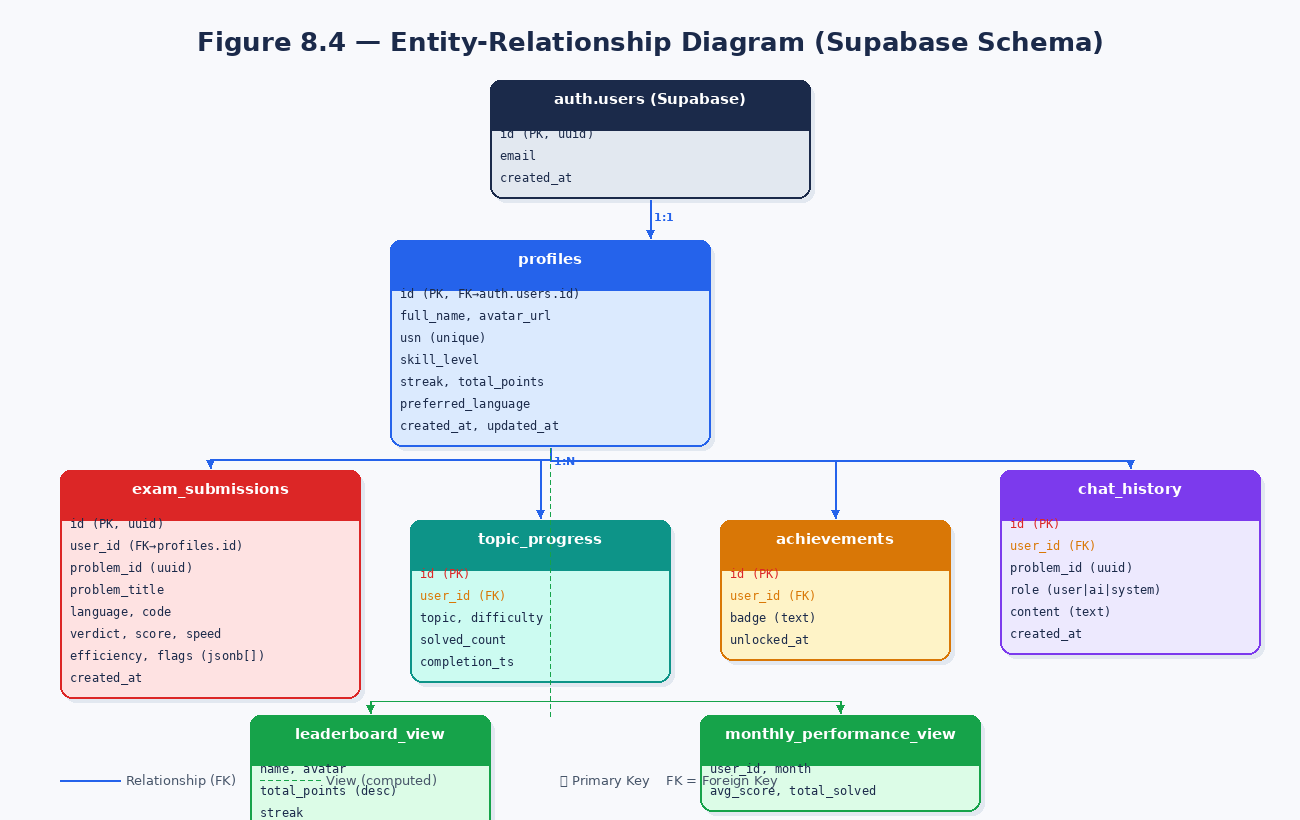 Figure 8.4 — Entity-Relationship Diagram (Supabase Schema)
auth.users (Supabase)
id (PK, uuid)
email
created_at
1:1
profiles
id (PK, FK→auth.users.id)
full_name, avatar_url
usn (unique)
skill_level
streak, total_points
preferred_language
created_at, updated_at
1:N
exam_submissions
id (PK, uuid)
user_id (FK→profiles.id)
problem_id (uuid)
problem_title
language, code
verdict, score, speed
efficiency, flags (jsonb[])
created_at
topic_progress
id (PK)
user_id (FK)
topic, difficulty
solved_count
completion_ts
achievements
id (PK)
user_id (FK)
badge (text)
unlocked_at
chat_history
id (PK)
user_id (FK)
problem_id (uuid)
role (user|ai|system)
content (text)
created_at
leaderboard_view
name, avatar
total_points (desc)
streak
monthly_performance_view
user_id, month
avg_score, total_solved
Relationship (FK)
View (computed)
Primary Key
FK = Foreign Key